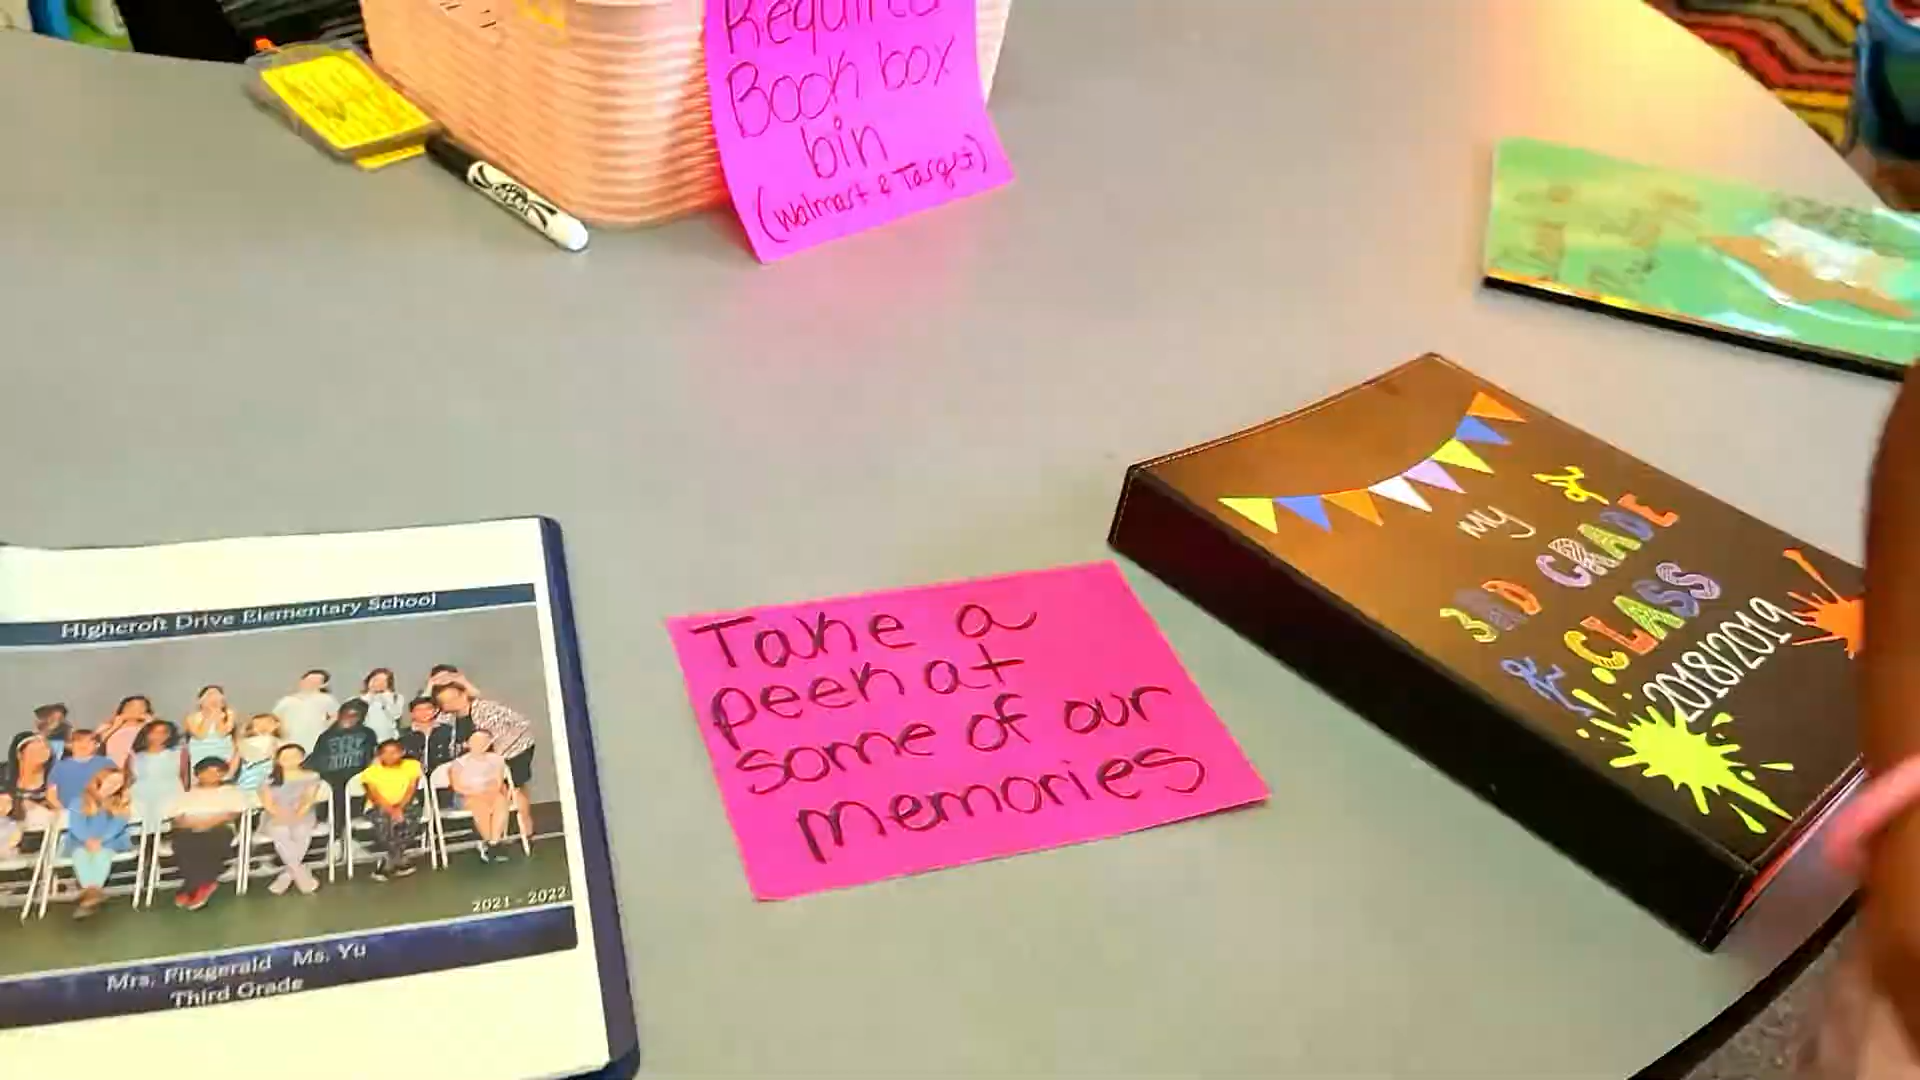 Required
Book box
bin
(Walmart & Target)
my
3RD GRADE
CLASS
2018/2019
Take a
peek at
some of our
memories
Highcroft Drive Elementary School
2021 - 2022
Mrs. Fitzgerald Ms. Yu
Third Grade